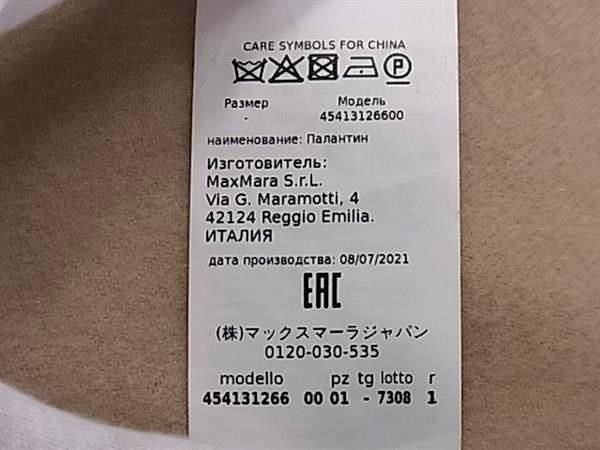 CARE SYMBOLS FOR CHINA
P
Размер Модель
- 45413126600
наименование: Палантин
Изготовитель:
MaxMara S.r.L.
Via G. Maramotti, 4
42124 Reggio Emilia.
ИТАЛИЯ
дата производства: 08/07/2021
EAC
(株)マックスマーラジャパン
0120-030-535
modello pz tg lotto r
454131266 00 01 - 7308 1